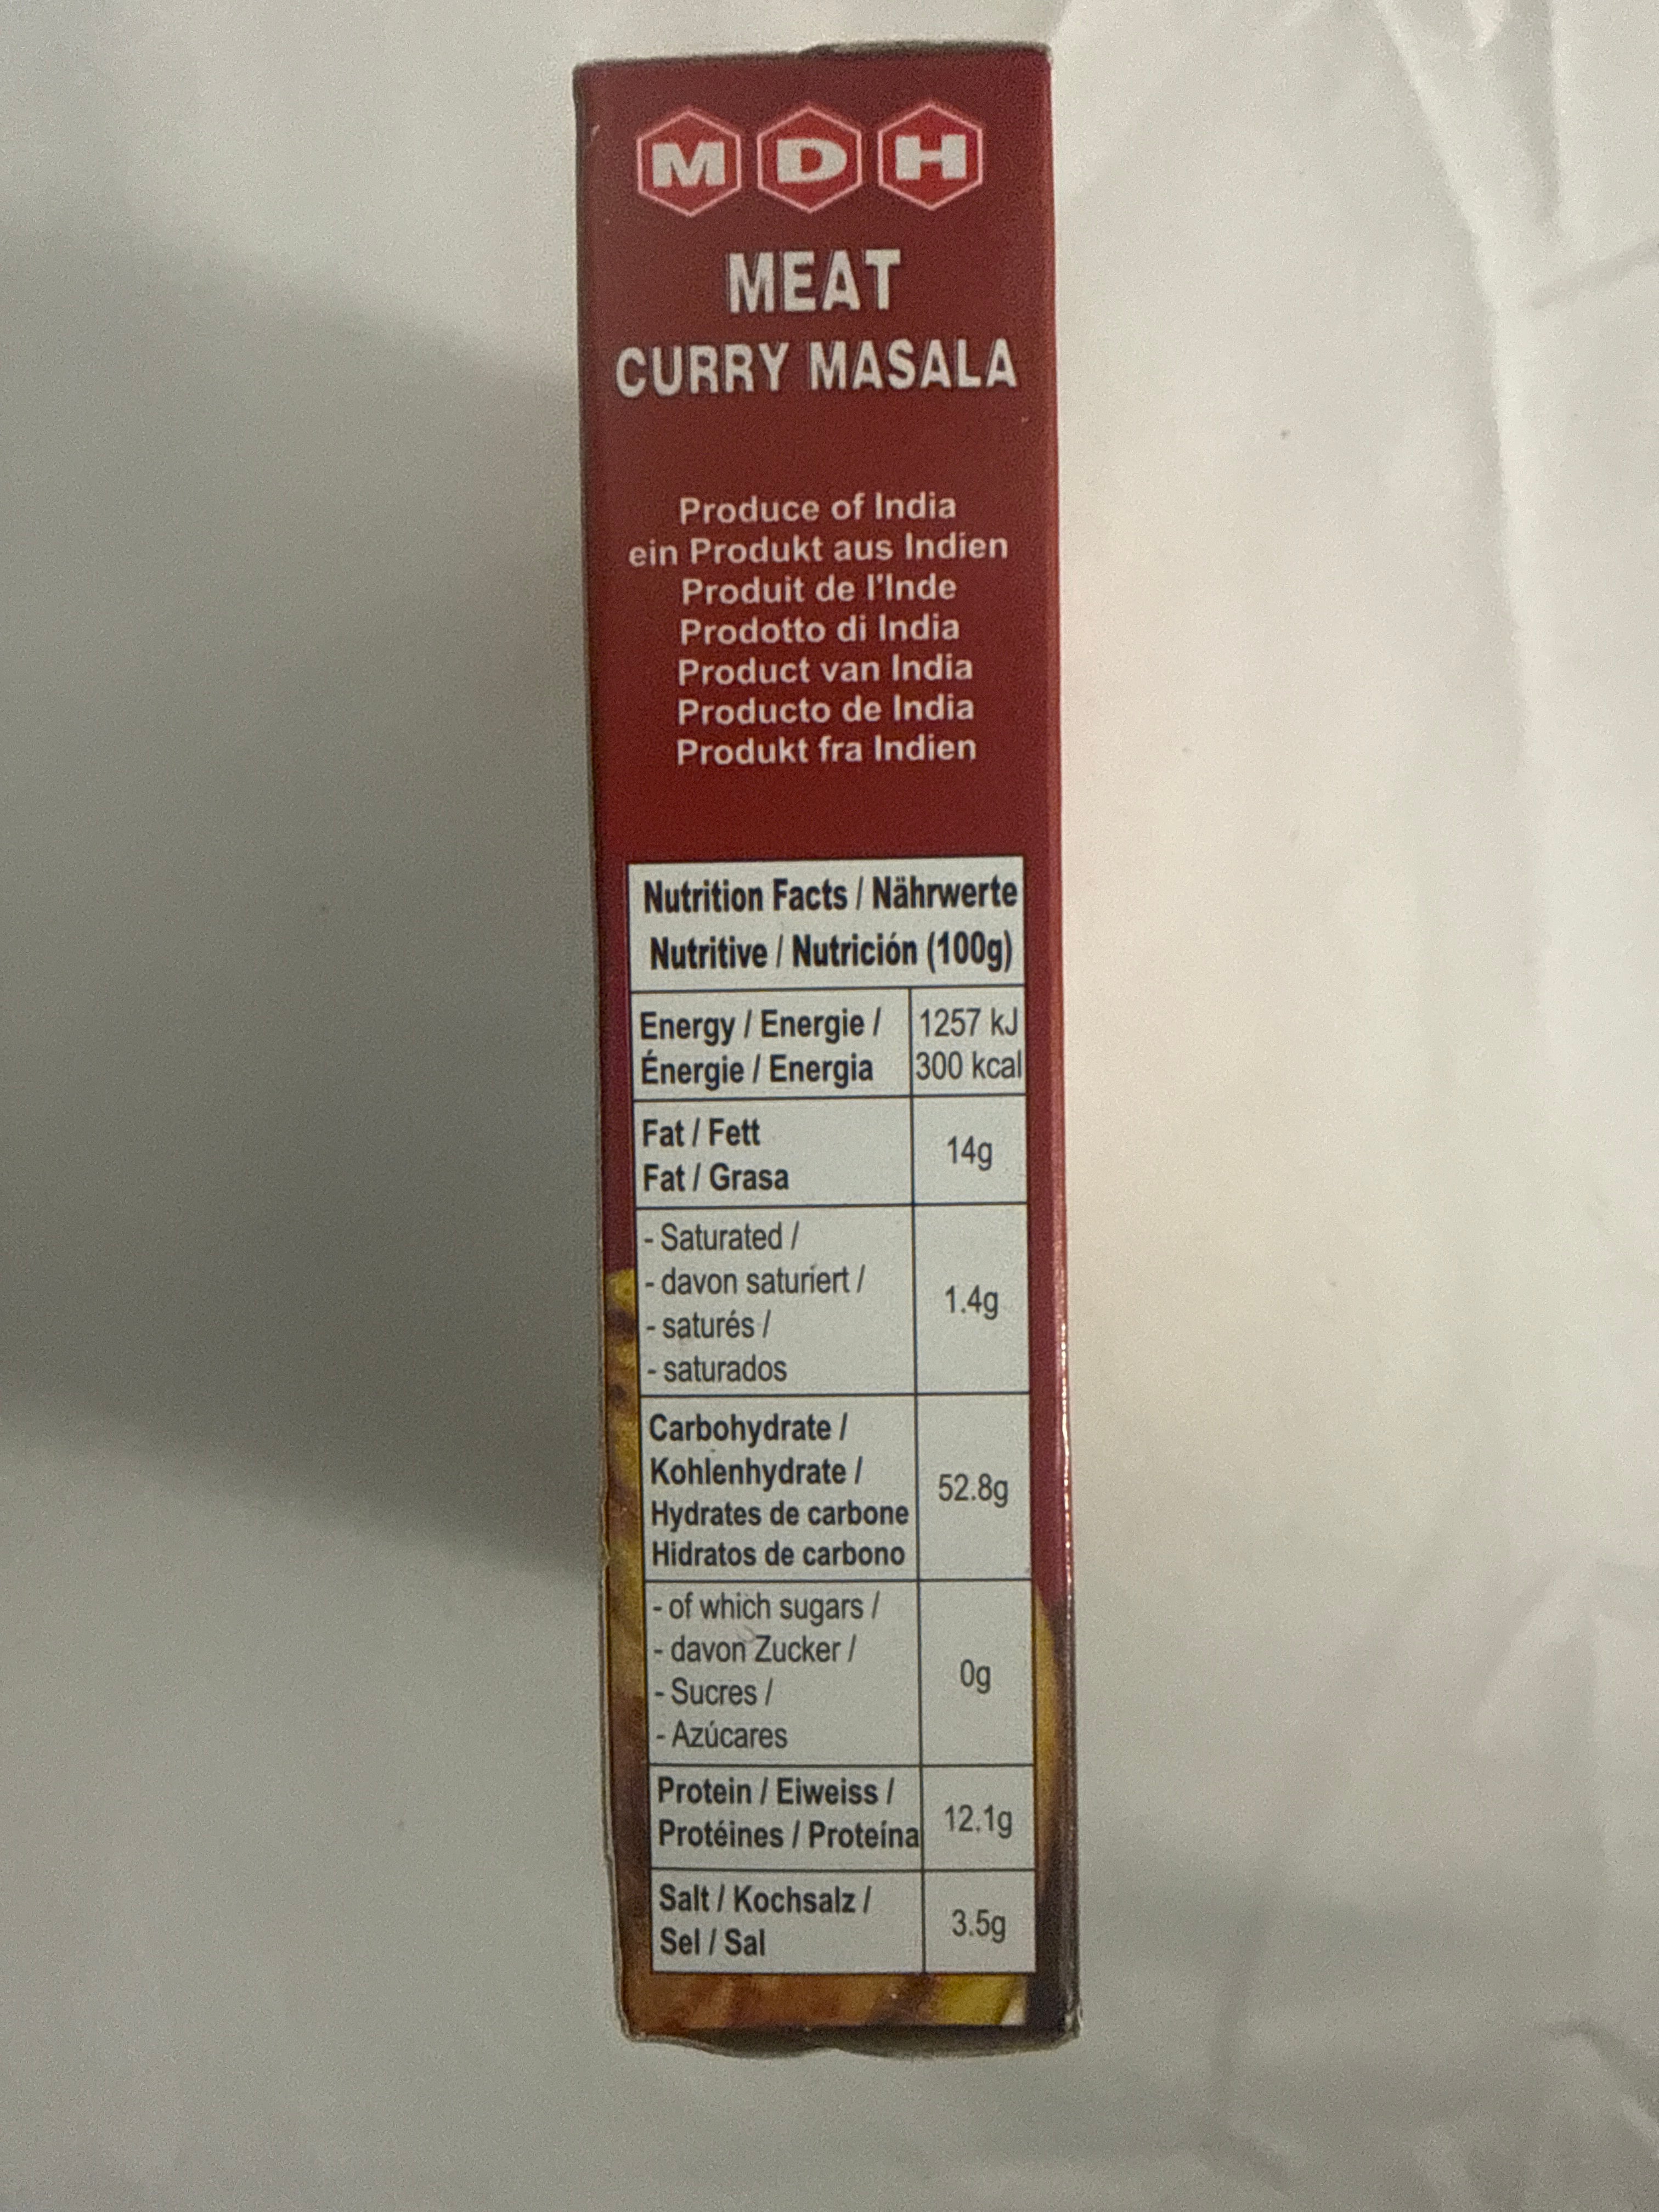 MDH
MEAT
CURRY MASALA
Produce of India
ein Produkt aus Indien
Produit de l'Inde
Prodotto di India
Product van India
Producto de India
Produkt fra Indien
Nutrition Facts / Nährwerte
Nutritive / Nutrición (100g)
Energy / Energie / 1257 kJ
Énergie / Energia 300 kcal
Fat / Fett
Fat / Grasa
14g
- Saturated /
- davon saturiert /
- saturés /
- saturados
1.4g
Carbohydrate /
Kohlenhydrate /
Hydrates de carbone
Hidratos de carbono
52.8g
- of which sugars /
- davon Zucker /
- Sucres /
- Azúcares
0g
Protein / Eiweiss /
Protéines / Proteína
12.1g
Salt / Kochsalz /
Sel / Sal
3.5g